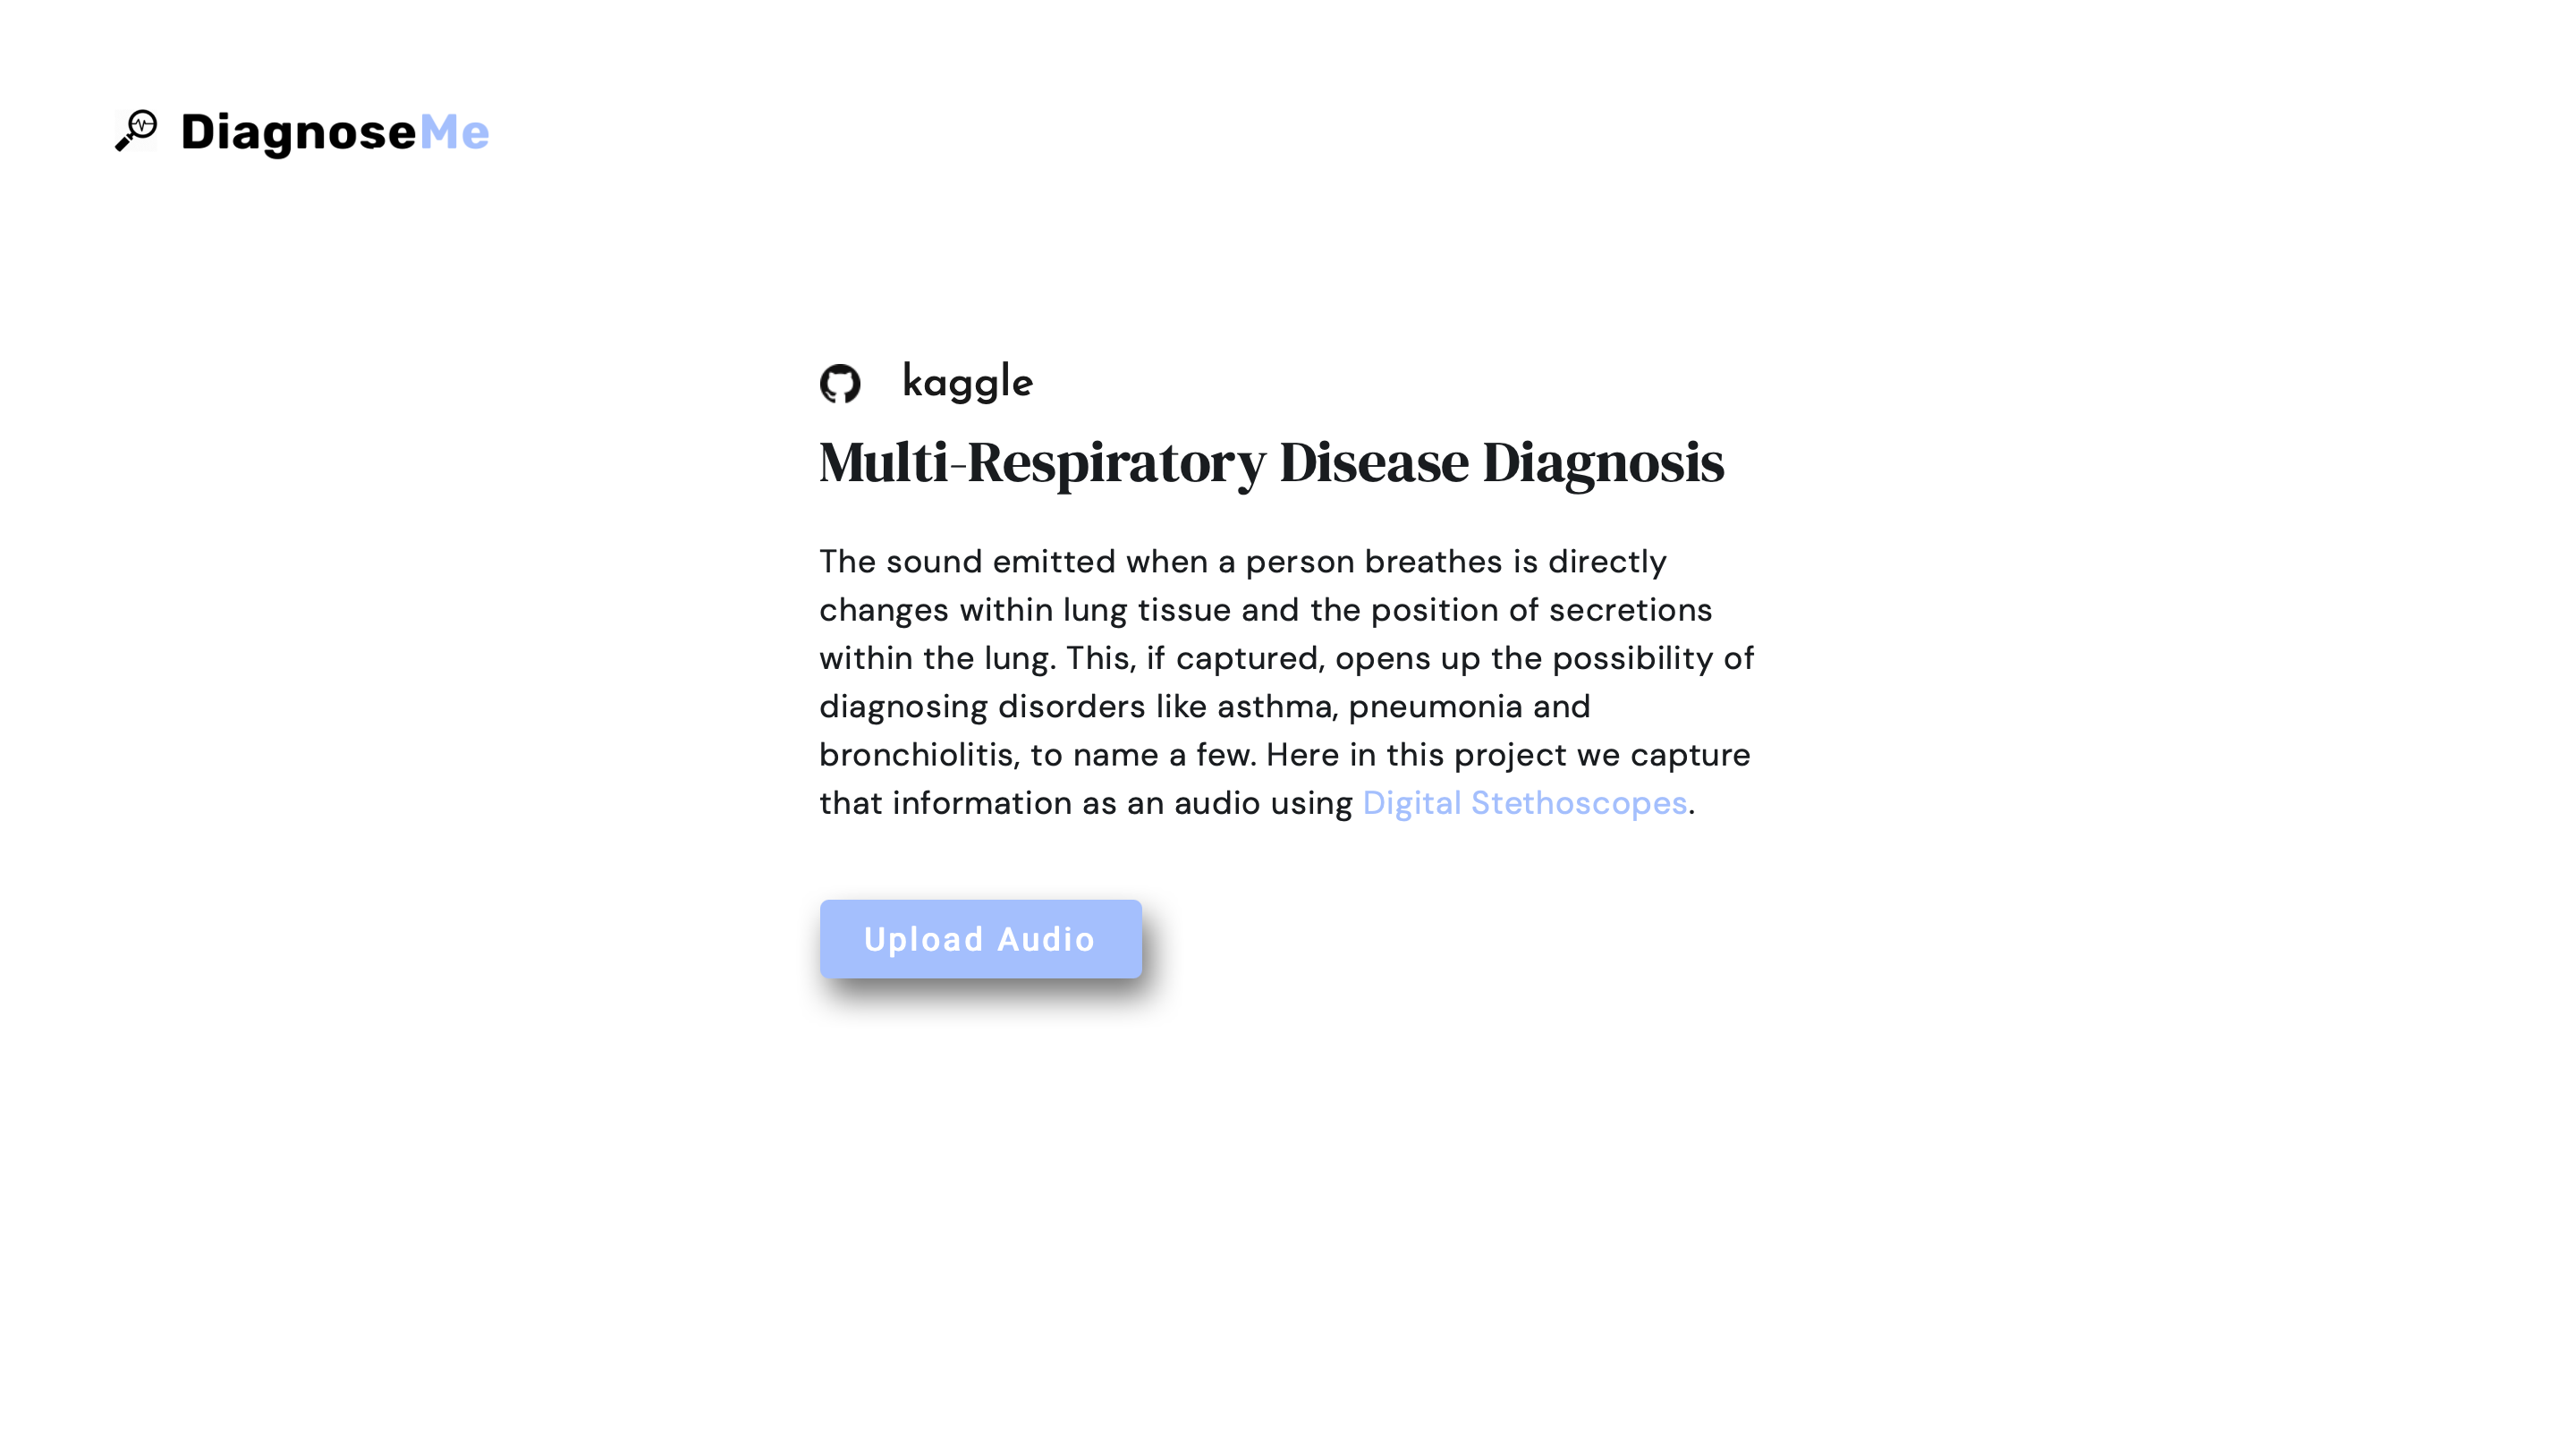 DiagnoseMe
kaggle
Multi-Respiratory Disease Diagnosis
The sound emitted when a person breathes is directly
changes within lung tissue and the position of secretions
within the lung. This, if captured, opens up the possibility of
diagnosing disorders like asthma, pneumonia and
bronchiolitis, to name a few. Here in this project we capture
that information as an audio using Digital Stethoscopes.
Upload Audio